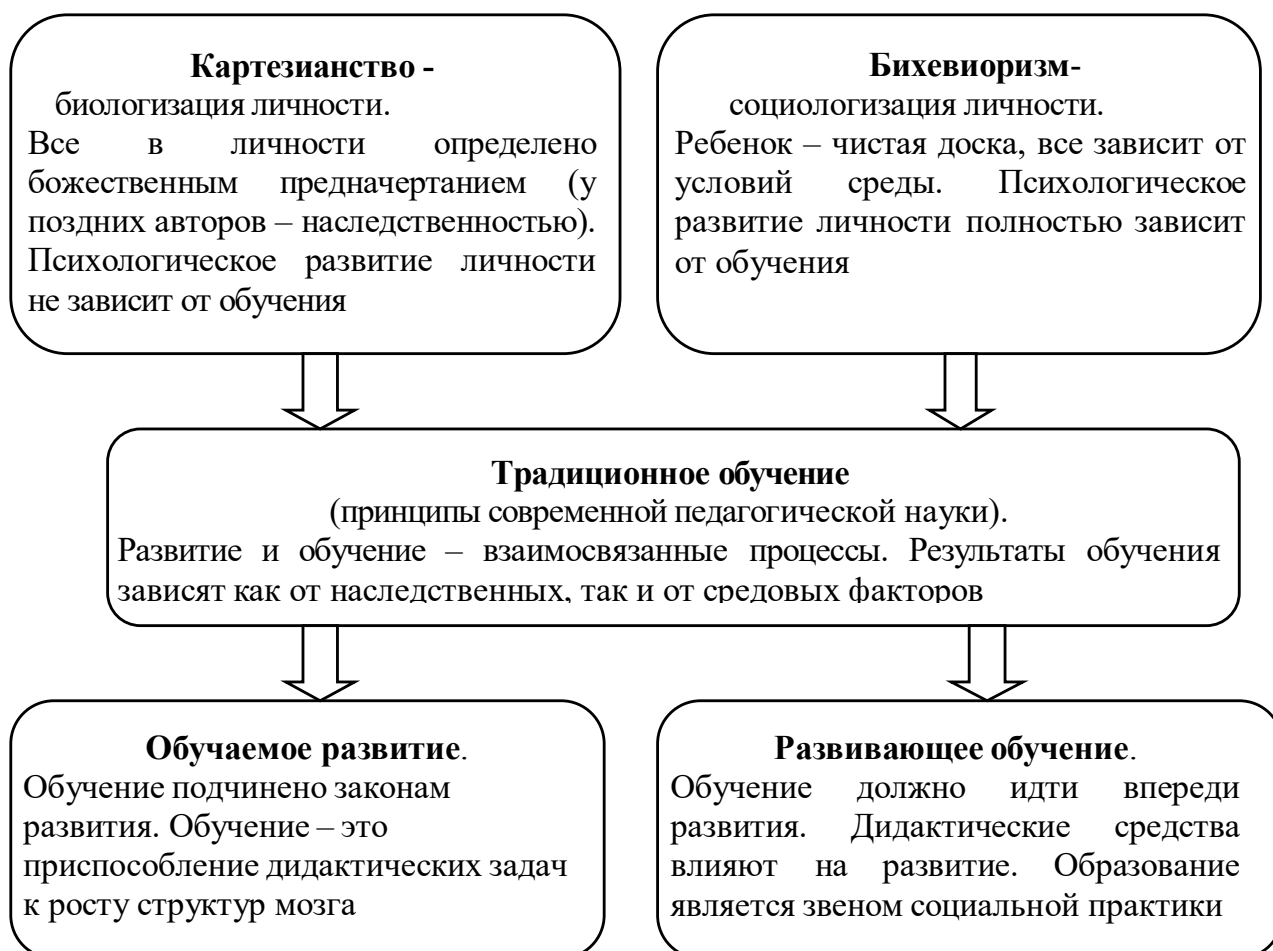 Картезианство -
биологизация личности.
Все в личности определено
божественным предначертанием (у
поздних авторов – наследственностью).
Психологическое развитие личности
не зависит от обучения
Бихевиоризм-
социологизация личности.
Ребенок – чистая доска, все зависит от
условий среды. Психологическое
развитие личности полностью зависит
от обучения
Традиционное обучение
(принципы современной педагогической науки).
Развитие и обучение – взаимосвязанные процессы. Результаты обучения
зависят как от наследственных, так и от средовых факторов
Обучаемое развитие.
Обучение подчинено законам
развития. Обучение – это
приспособление дидактических задач
к росту структур мозга
Развивающее обучение.
Обучение должно идти впереди
развития. Дидактические средства
влияют на развитие. Образование
является звеном социальной практики